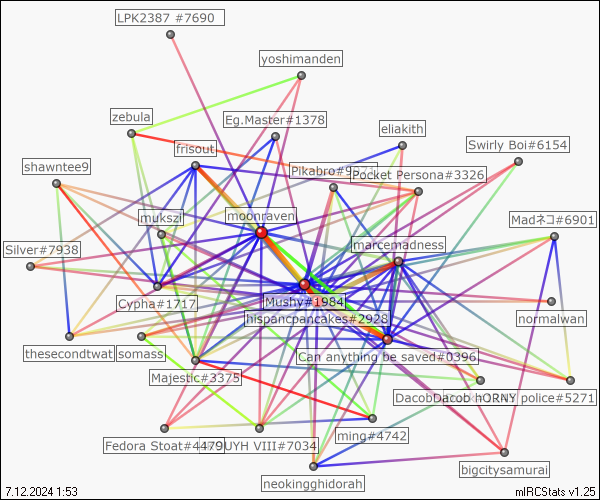 LPK2387 #7690
yoshimanden
zebula
Eg.Master#1378
eliakith
frisout
Swirly Boi#6154
shawntee9
Pikabro#9
Pocket Persona#3326
mukszi
moonraven
Madネコ#6901
Silver#7938
marcemadness
Cypha#1717
Mushy#1984
normalwan
hispancpancakes#2928
thesecondtwat
somass
Can anything be saved#0396
Majestic#3375
Dacob
Dacob
HORNY police#5271
Fedora Stoat#4479
UYH VIII#7034
ming#4742
bigcitysamurai
neokingghidorah
7.12.2024 1:53
mIRCStats v1.25